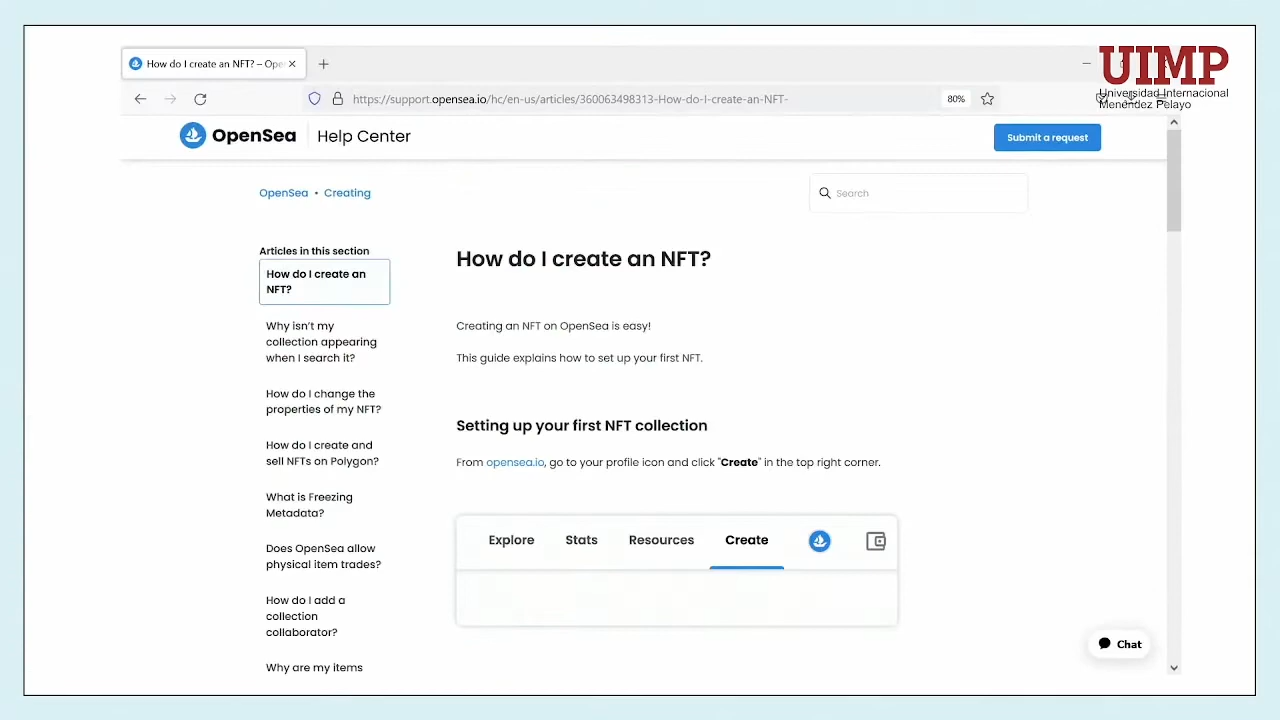 How do I create an NFT? – Ope
UIMP
Universidad Internacional
Menéndez Pelayo
https://support.opensea.io/hc/en-us/articles/360063498313-How-do-I-create-an-NFT-
80%
OpenSea
Help Center
Submit a request
OpenSea • Creating
Search
Articles in this section
How do I create an
NFT?
Why isn’t my
collection appearing
when I search it?
How do I change the
properties of my NFT?
How do I create and
sell NFTs on Polygon?
What is Freezing
Metadata?
Does OpenSea allow
physical item trades?
How do I add a
collection
collaborator?
Why are my items
How do I create an NFT?
Creating an NFT on OpenSea is easy!
This guide explains how to set up your first NFT.
Setting up your first NFT collection
From opensea.io, go to your profile icon and click "Create" in the top right corner.
Explore Stats Resources Create
Chat